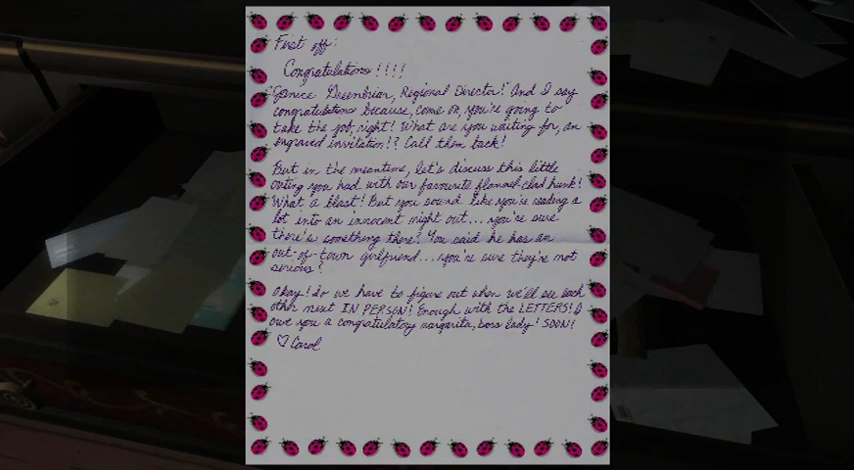 First off:
Congratulations!!!!
"Janice Greenbriar, Regional Director!" And I say
congratulations because, come on, you're going to
take the job, right! What are you waiting for, an
engraved invitation!? Call them back!
But in the meantime, let's discuss this little
outing you had with our favourite flannel-clad hunk!
What a blast! But you sound like you're reading a
lot into an innocent night out... you're sure
there's something there? You said he has an
out-of-town girlfriend... you're sure they're not
serious?
Okay! So we have to figure out when we'll see each
other next IN PERSON! Enough with the LETTERS! I
owe you a congratulatory margarita, boss lady! SOON!
♡ Carol